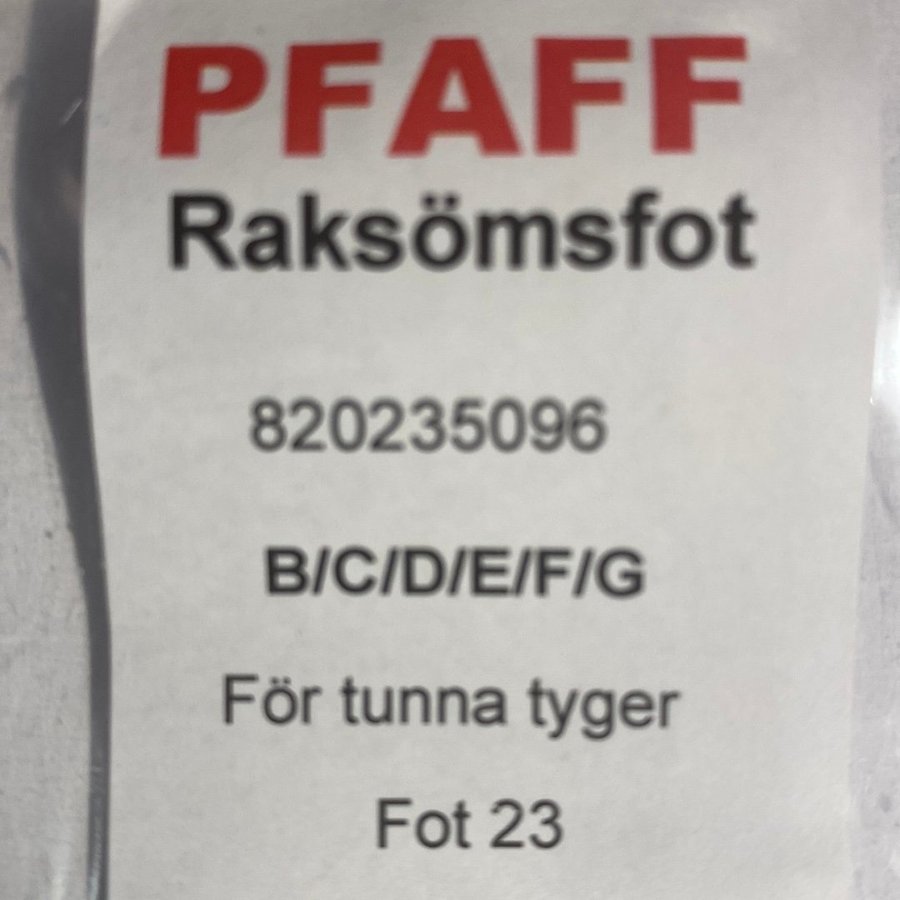 PFAFF
Raksömsfot
820235096
B/C/D/E/F/G
För tunna tyger
Fot 23